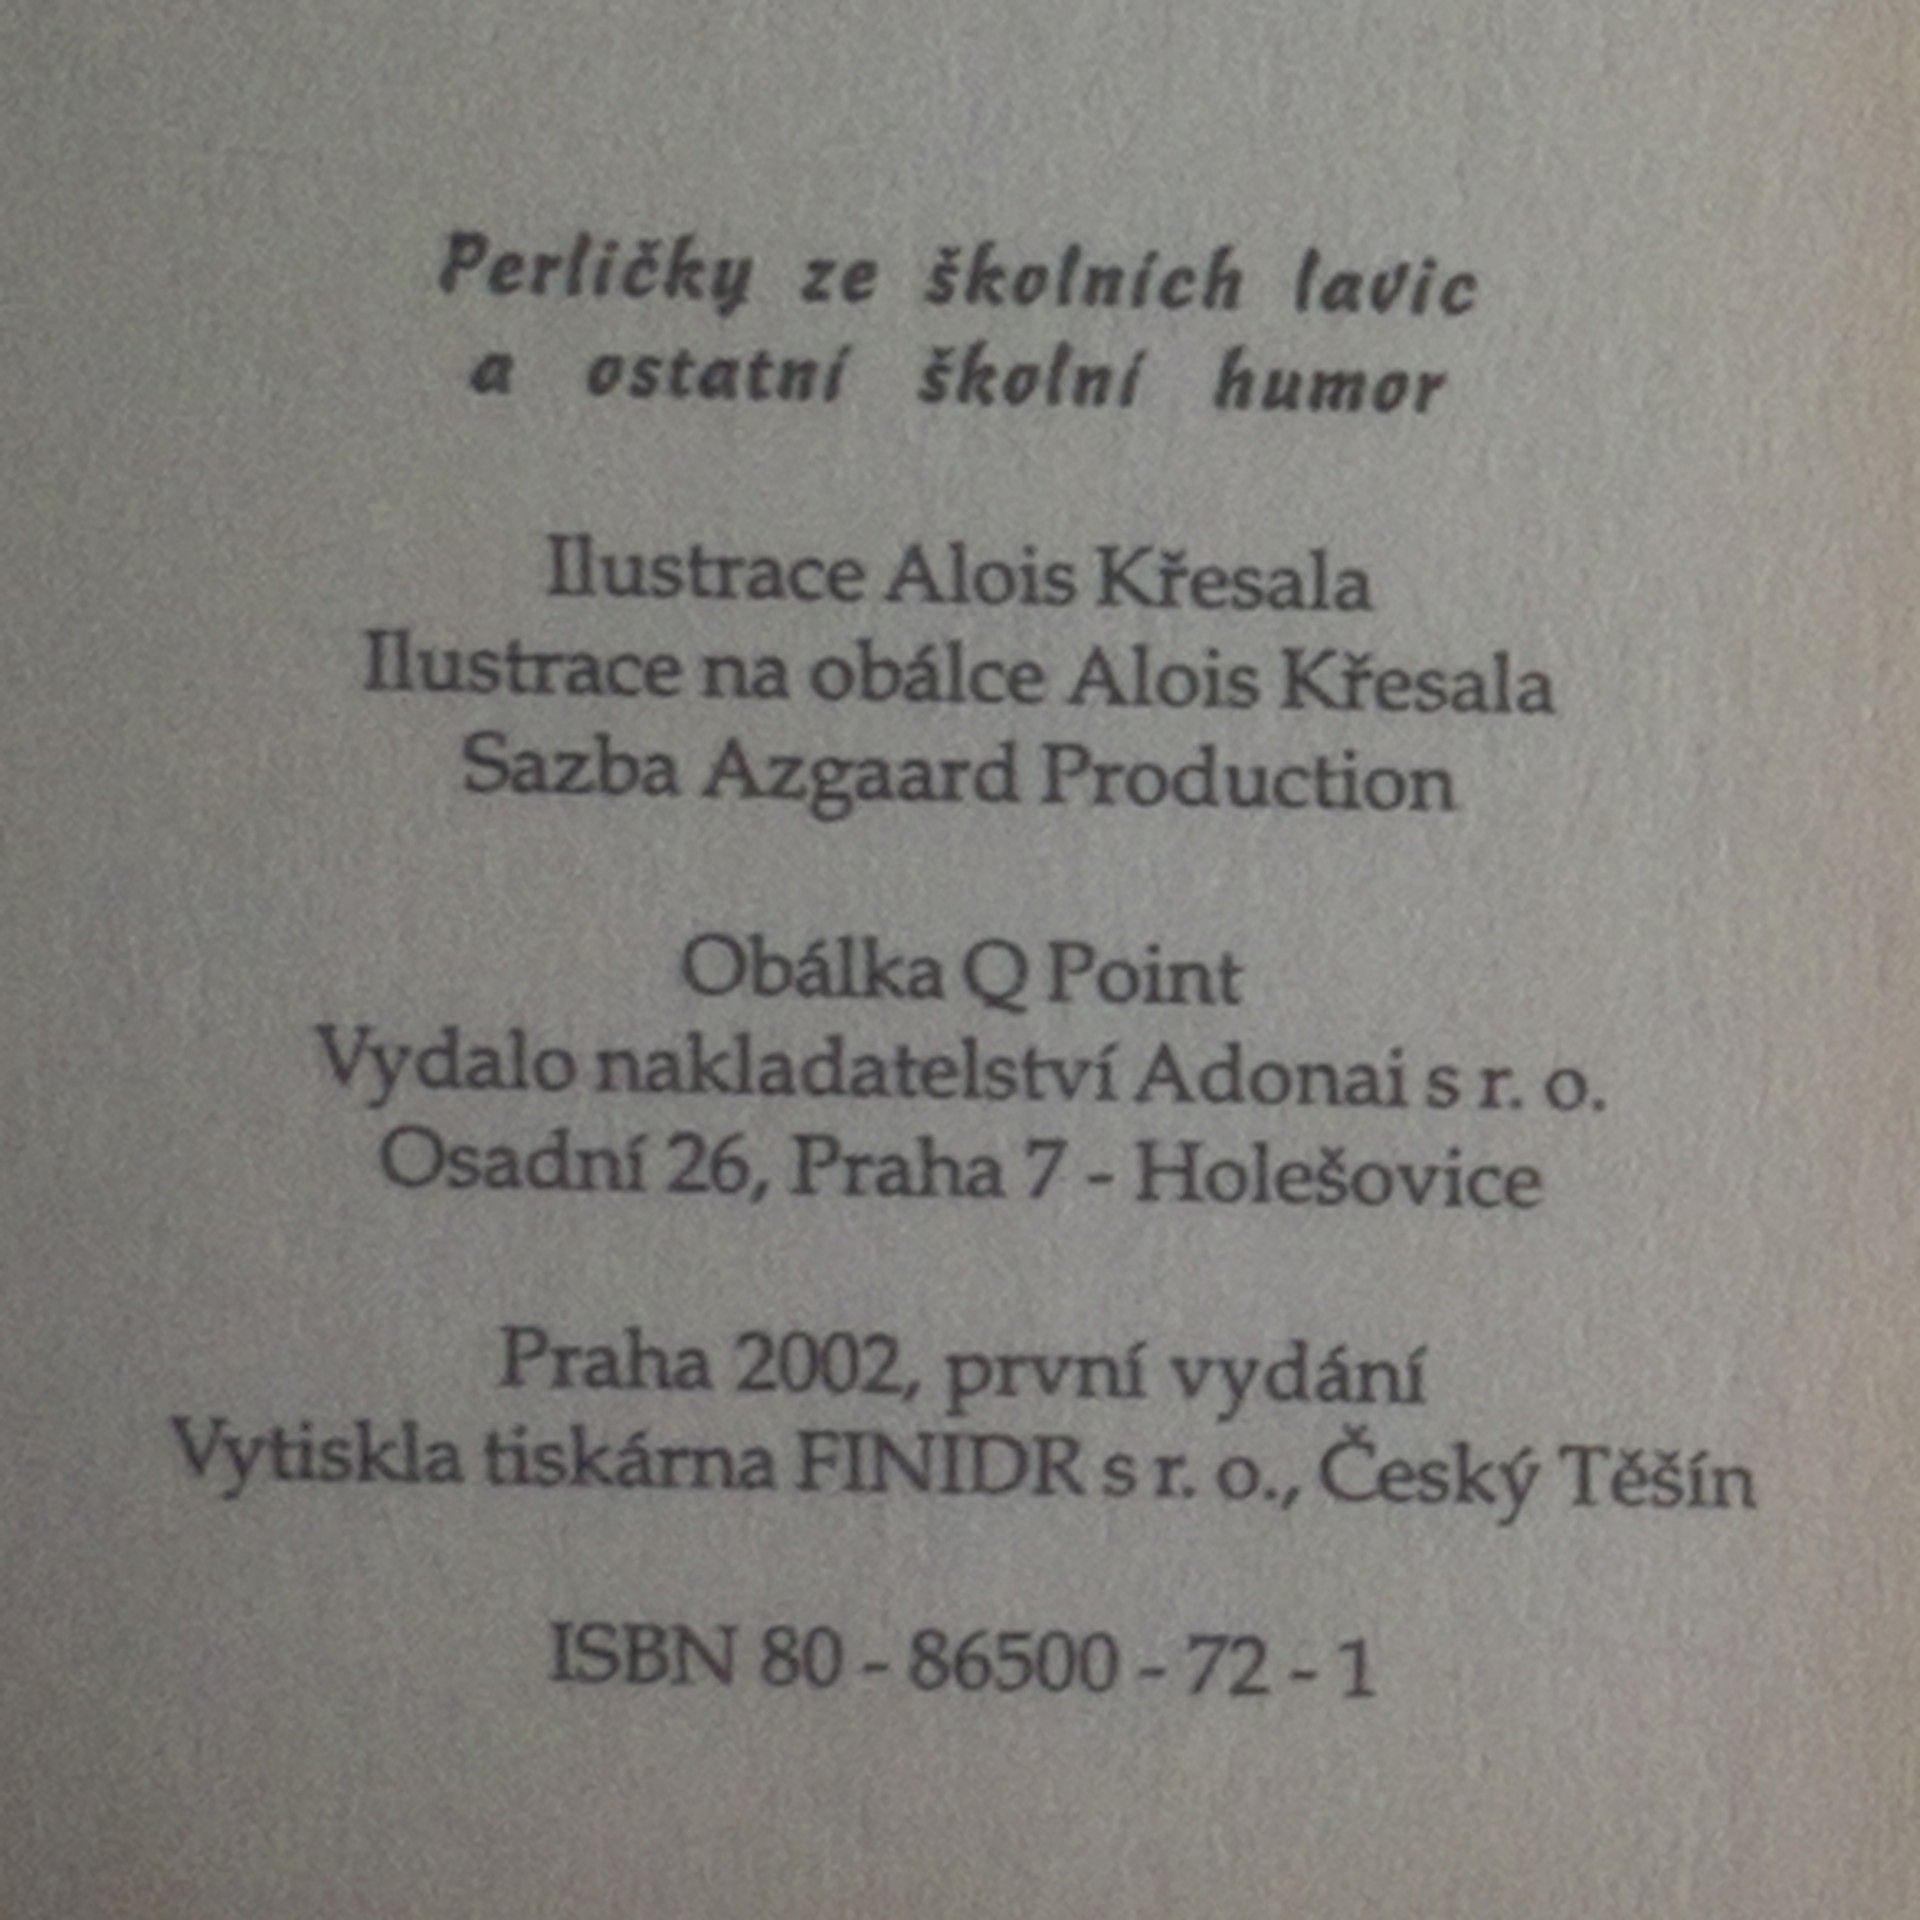 Perličky ze školních lavic
a ostatní školní humor
Ilustrace Alois Křesala
Ilustrace na obálce Alois Křesala
Sazba Azgaard Production
Obálka Q Point
Vydalo nakladatelství Adonai s r. o.
Osadní 26, Praha 7 - Holešovice
Praha 2002, první vydání
Vytiskla tiskárna FINIDR s r. o., Český Těšín
ISBN 80 - 86500 - 72 - 1